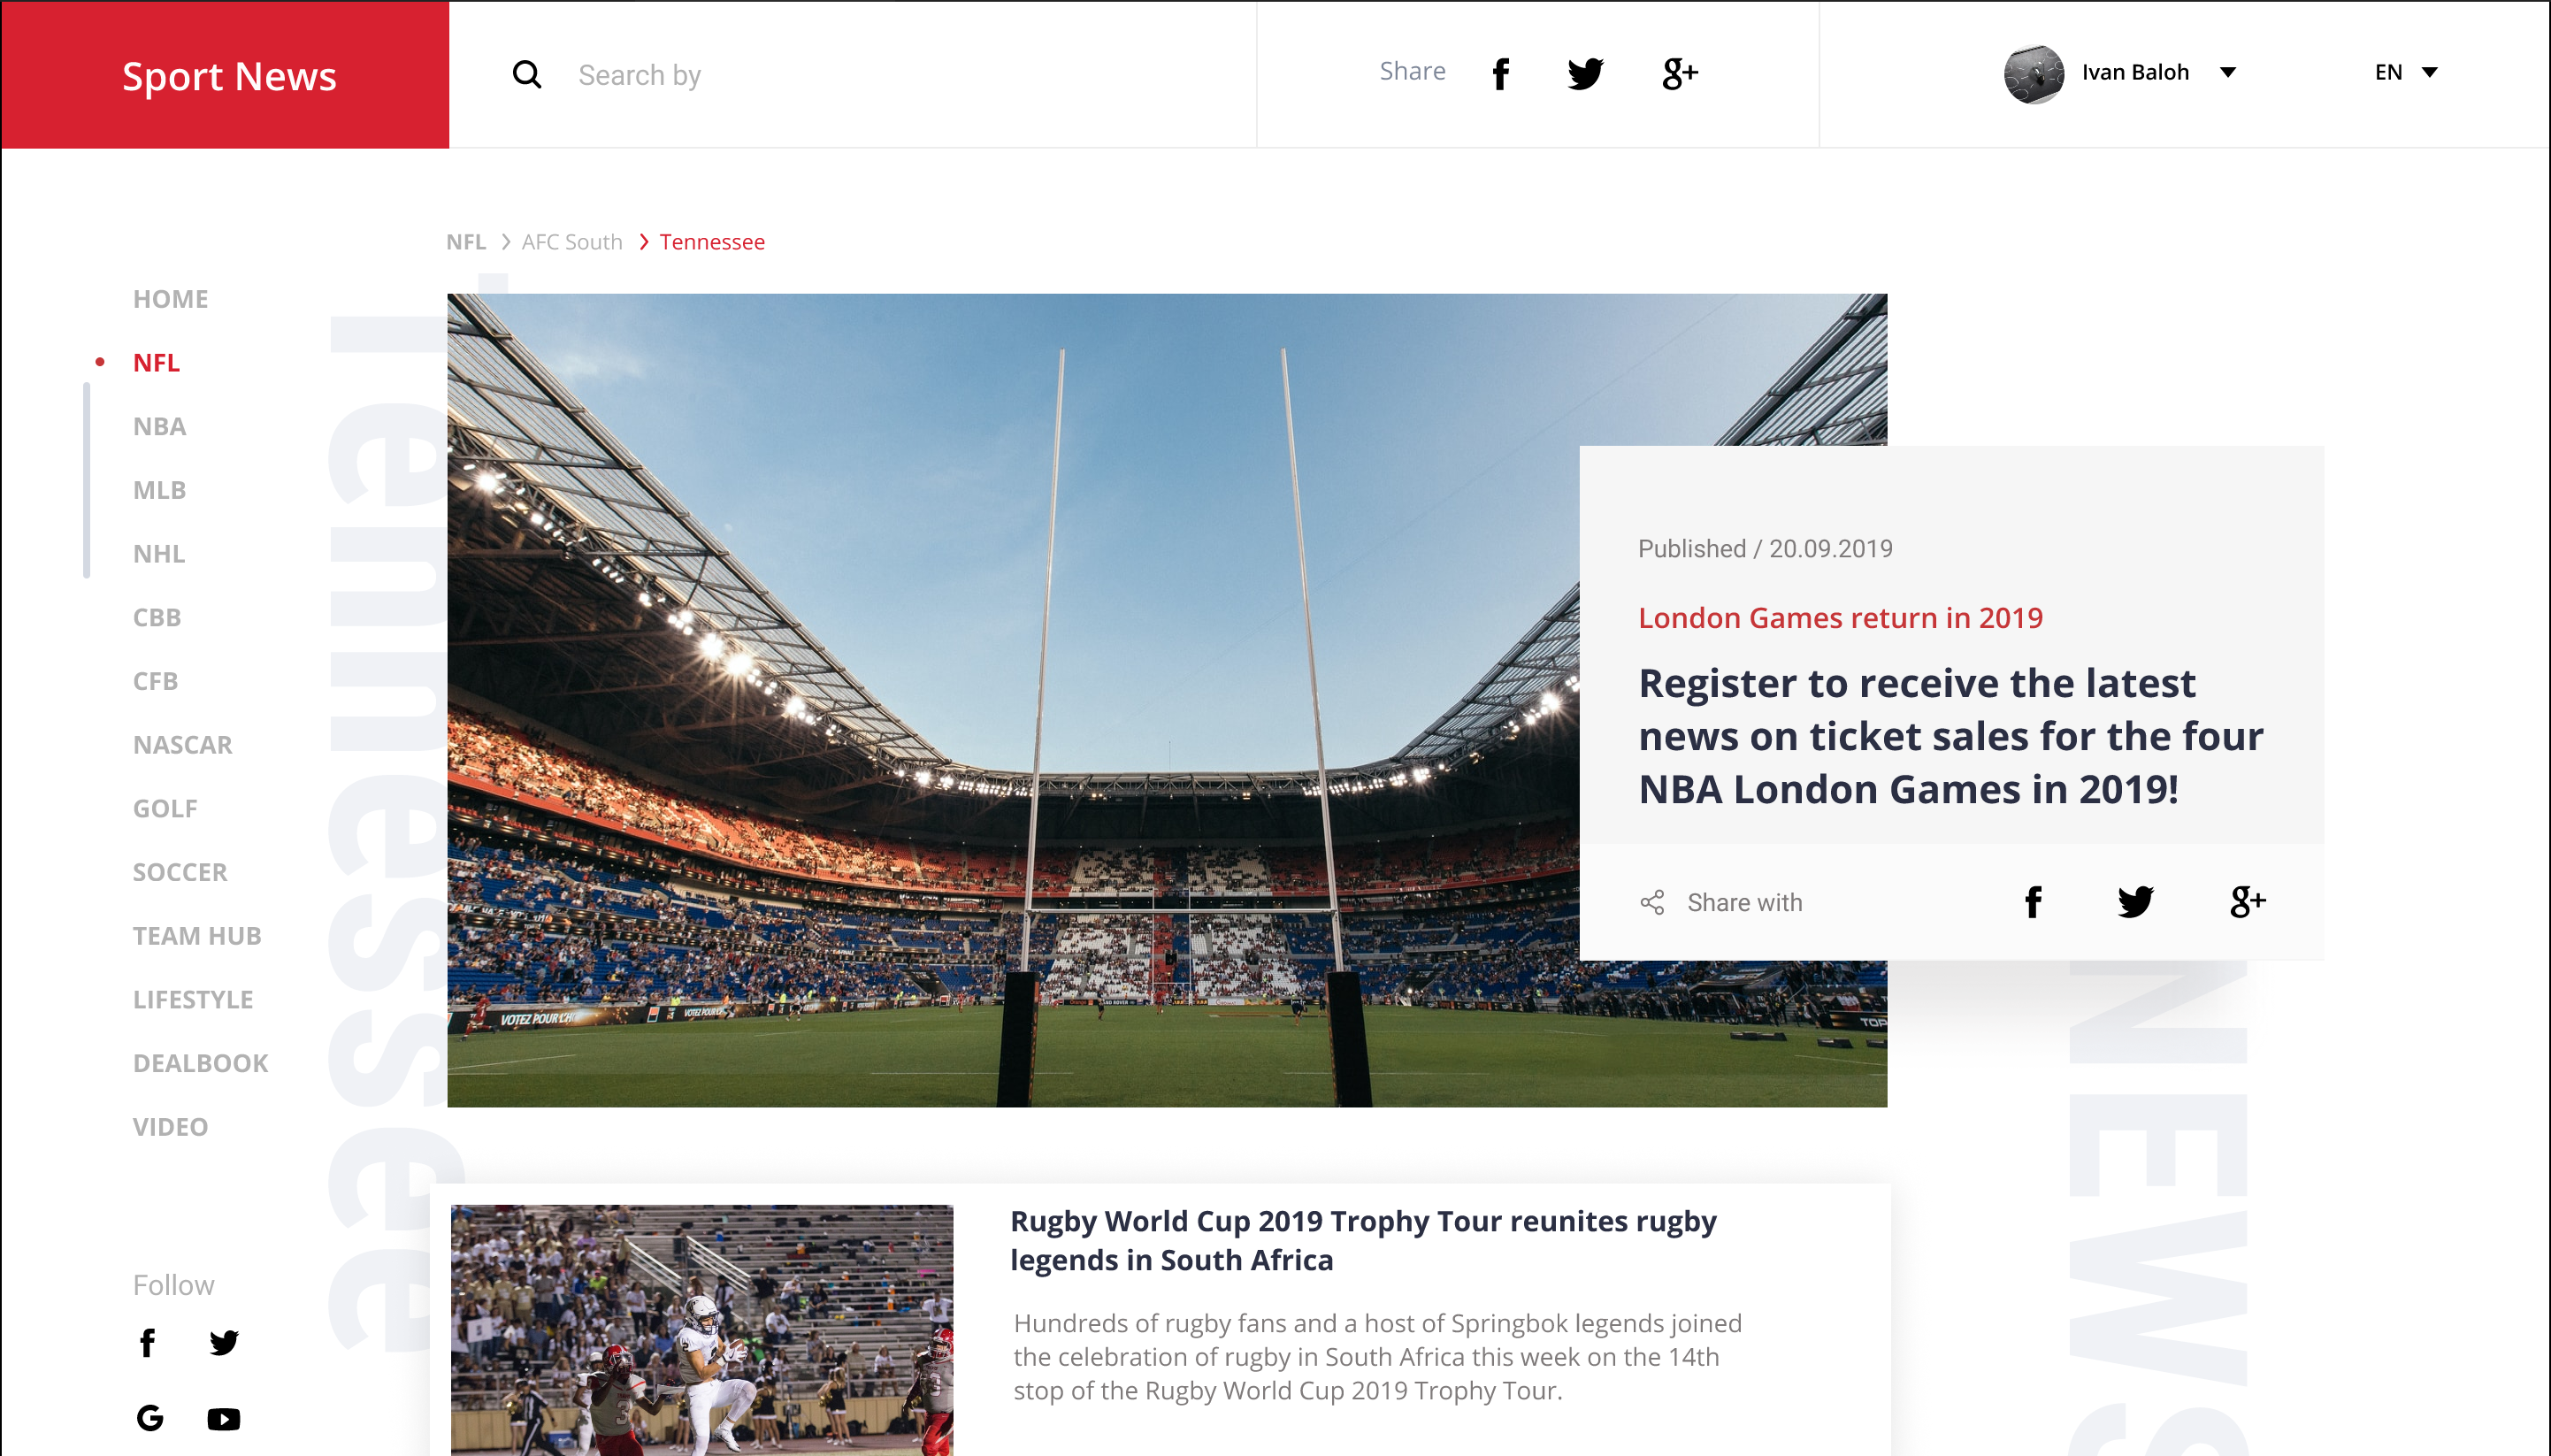 Sport News
Search by
Share
Ivan Baloh
EN
NFL > AFC South > Tennessee
HOME
NFL
NBA
MLB
NHL
CBB
CFB
NASCAR
GOLF
SOCCER
TEAM HUB
LIFESTYLE
DEALBOOK
VIDEO
Follow
Tennessee
Published / 20.09.2019
London Games return in 2019
Register to receive the latest
news on ticket sales for the four
NBA London Games in 2019!
Share with
VOTEZ POUR L'H
VOTEZ POUR L'
TOP
NEWS
Rugby World Cup 2019 Trophy Tour reunites rugby
legends in South Africa
Hundreds of rugby fans and a host of Springbok legends joined
the celebration of rugby in South Africa this week on the 14th
stop of the Rugby World Cup 2019 Trophy Tour.